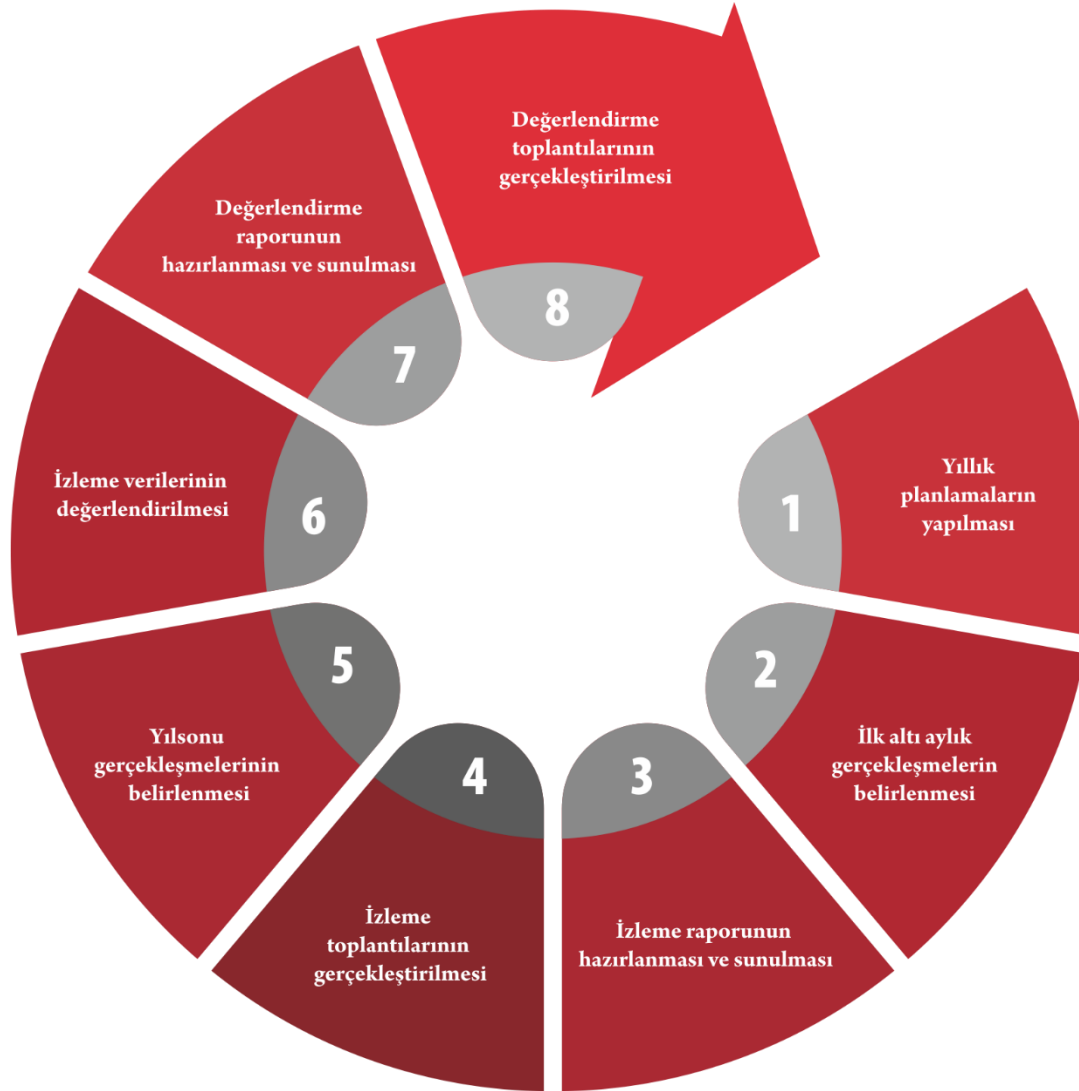 1
Yıllık
planlamaların
yapılması
2
İlk altı aylık
gerçekleşmelerin
belirlenmesi
3
İzleme raporunun
hazırlanması ve sunulması
4
İzleme
toplantılarının
gerçekleştirilmesi
5
Yılsonu
gerçekleşmelerinin
belirlenmesi
6
İzleme verilerinin
değerlendirilmesi
7
Değerlendirme
raporunun
hazırlanması ve sunulması
8
Değerlendirme
toplantılarının
gerçekleştirilmesi